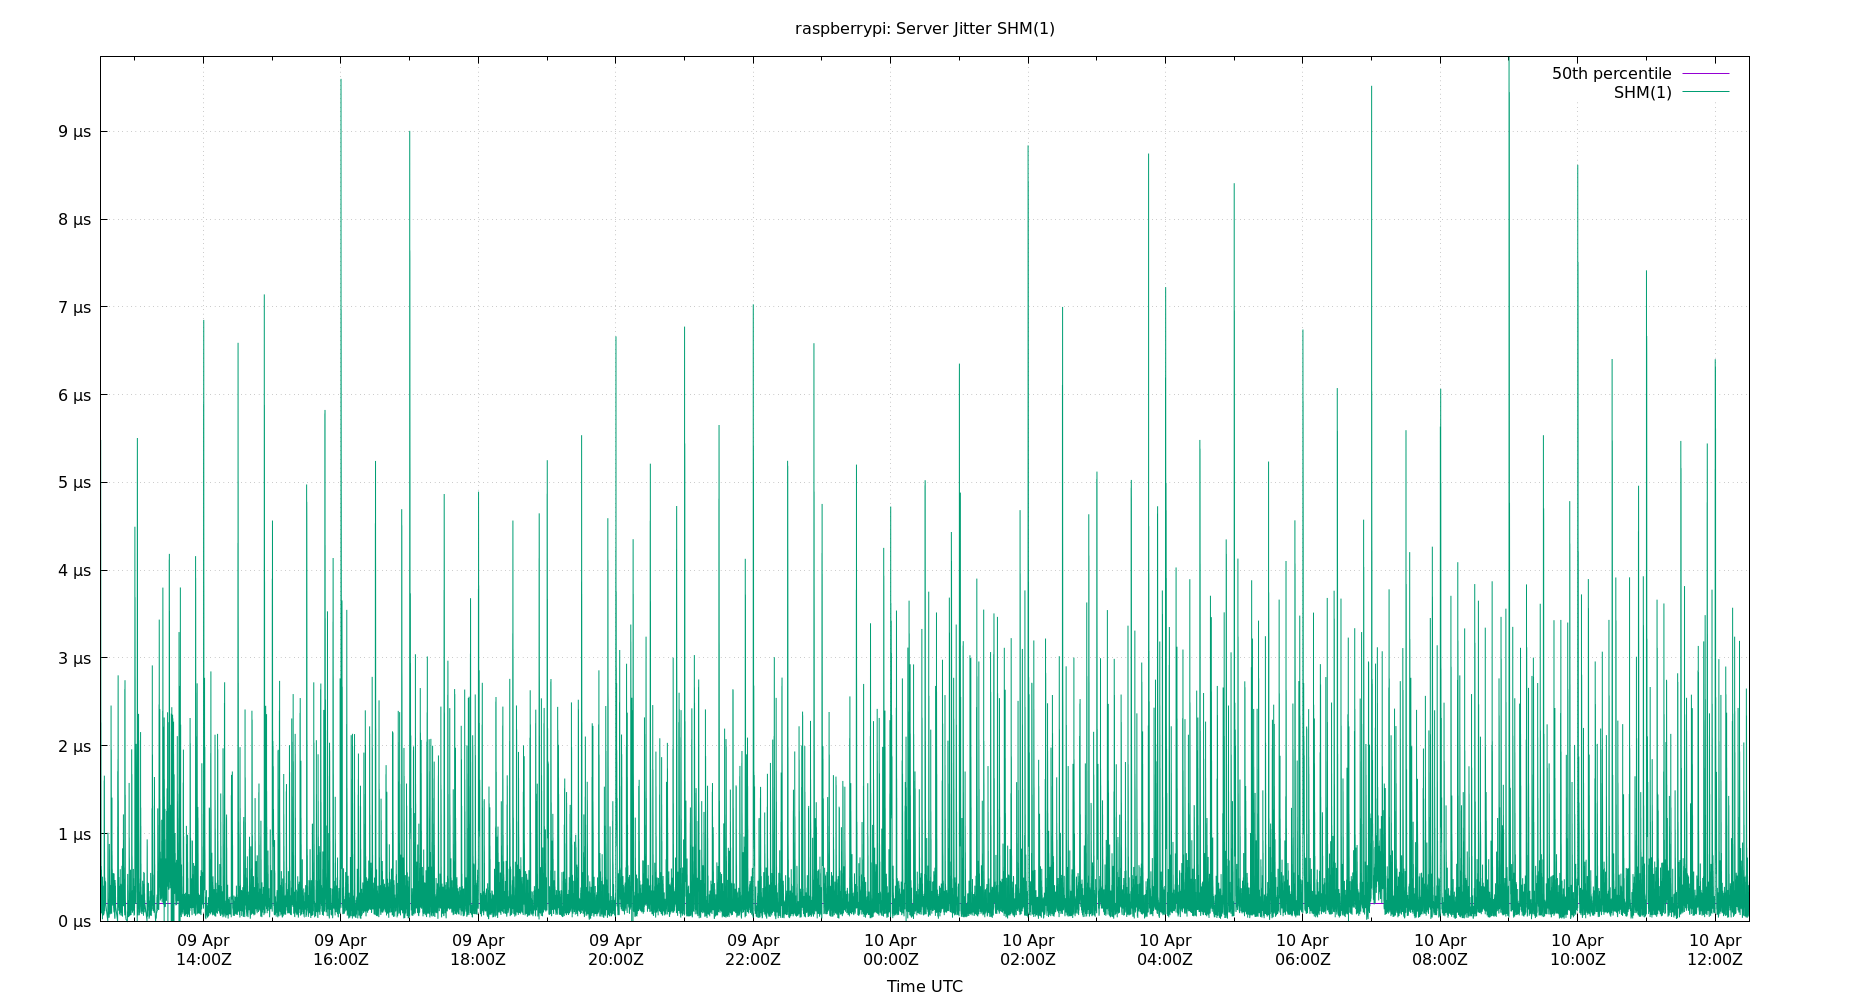 raspberrypi: Server Jitter SHM(1)
50th percentile
SHM(1)
9 µs
8 µs
7 µs
6 µs
5 µs
4 µs
3 µs
2 µs
1 µs
0 µs
09 Apr 09 Apr 09 Apr 09 Apr 09 Apr 10 Apr 10 Apr 10 Apr 10 Apr 10 Apr 10 Apr 10 Apr
14:00Z 16:00Z 18:00Z 20:00Z 22:00Z 00:00Z 02:00Z 04:00Z 06:00Z 08:00Z 10:00Z 12:00Z
Time UTC